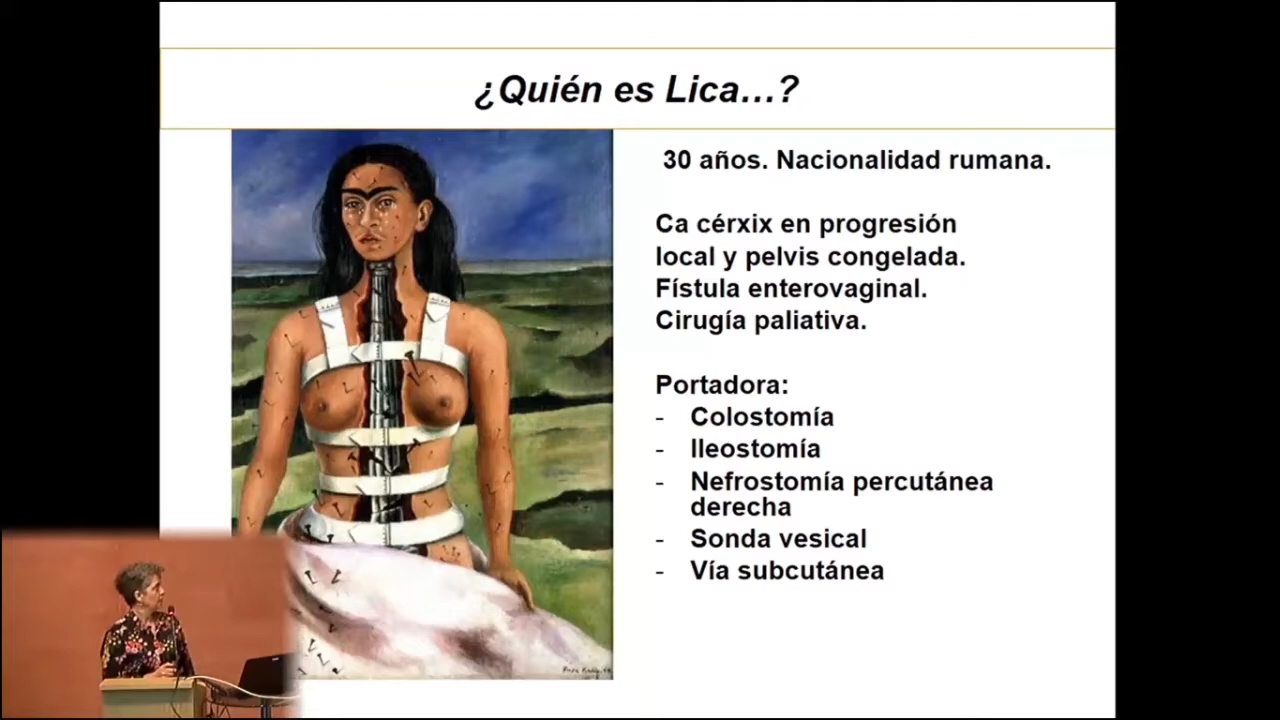 ¿Quién es Lica...?
30 años. Nacionalidad rumana.
Ca cérxix en progresión
local y pelvis congelada.
Fístula enterovaginal.
Cirugía paliativa.
Portadora:
- Colostomía
- Ileostomía
- Nefrostomía percutánea
derecha
- Sonda vesical
- Vía subcutánea